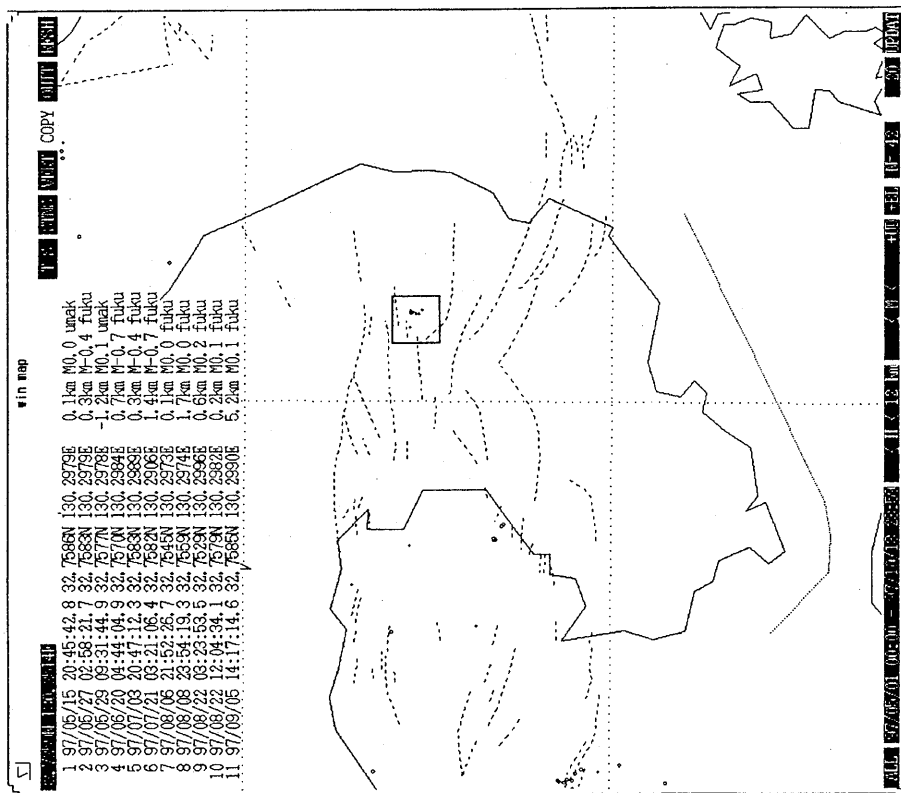 win map
COPY QUIT
1 97/05/15 20:45:42.8 32.7586N 130.2979E 0.1km M0.0 umak
2 97/05/27 02:58:21.7 32.7583N 130.2979E 0.3km M-0.4 fuku
3 97/05/29 09:31:44.9 32.7577N 130.2978E -1.2km M0.1 umak
4 97/06/20 04:44:04.9 32.7570N 130.2984E 0.7km M-0.7 fuku
5 97/07/03 20:47:12.3 32.7583N 130.2989E 0.3km M-0.4 fuku
6 97/07/21 03:21:06.4 32.7582N 130.2906E 1.4km M-0.7 fuku
7 97/08/06 21:52:26.7 32.7545N 130.2973E 0.1km M0.0 fuku
8 97/08/08 23:54:19.3 32.7559N 130.2974E 1.7km M0.0 fuku
9 97/08/22 03:23:53.5 32.7529N 130.2996E 0.6km M0.2 fuku
10 97/08/22 12:04:34.1 32.7579N 130.2982E 0.2km M0.1 fuku
11 97/09/05 14:17:14.6 32.7585N 130.2990E 5.2km M0.1 fuku
ALL